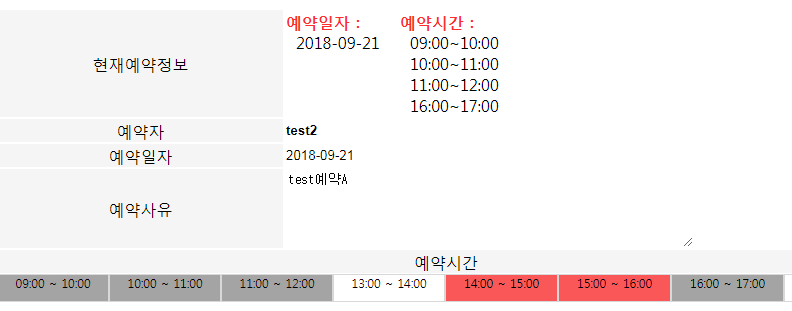 예약일자 : 예약시간 :
현재예약정보 2018-09-21 09:00~10:00
10:00~11:00
11:00~12:00
16:00~17:00
예약자 test2
예약일자 2018-09-21
예약사유 test예약A
예약시간
09:00 ~ 10:00 10:00 ~ 11:00 11:00 ~ 12:00 13:00 ~ 14:00 14:00 ~ 15:00 15:00 ~ 16:00 16:00 ~ 17:00